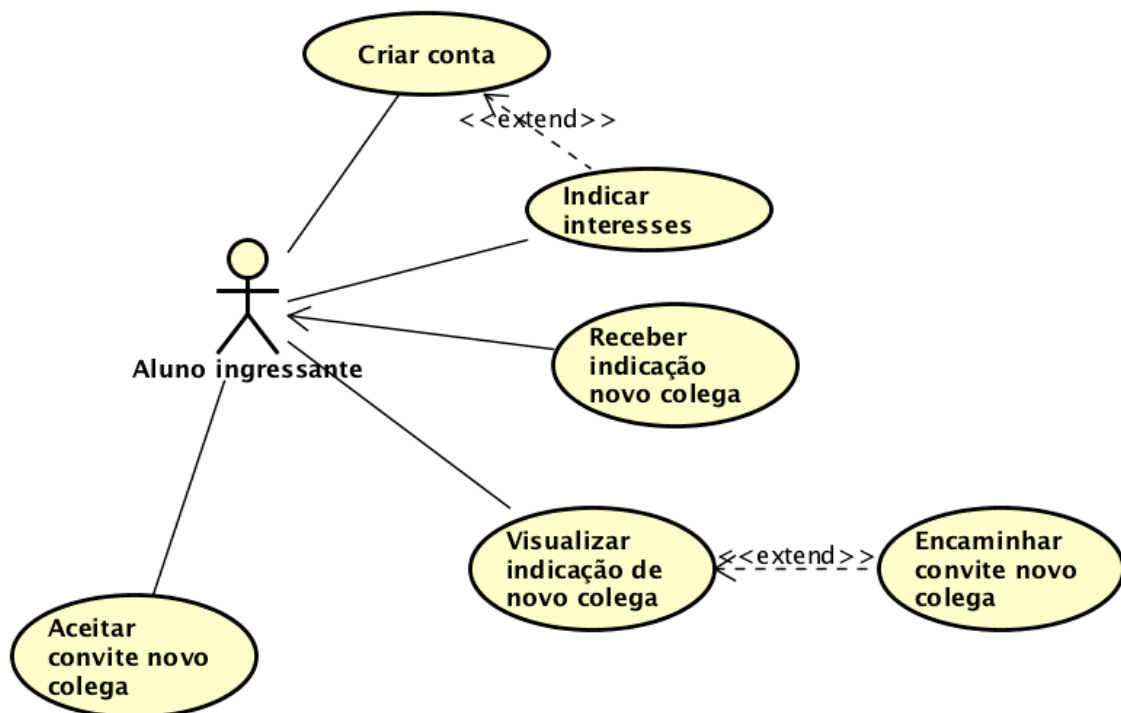 Criar conta
<<extend>>
Indicar
interesses
Receber
indicação
novo colega
Aluno ingressante
Visualizar
indicação de
novo colega
<<extend>>
Encaminhar
convite novo
colega
Aceitar
convite novo
colega